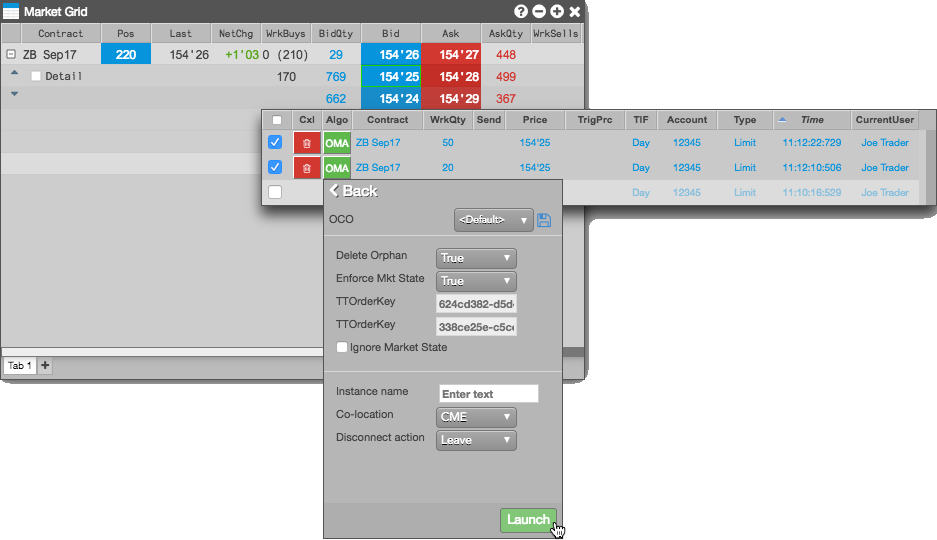 Market Grid
Contract Pos Last NetChg WrkBuys BidQty Bid Ask AskQty WrkSells
ZB Sep17 220 154'26 +1'03 0 (210) 29 154'26 154'27 448
Detail 170 769 154'25 154'28 499
662 154'24 154'29 367
Cxl Algo Contract WrkQty Send Price TrigPrc TIF Account Type Time CurrentUser
OMA ZB Sep17 50 154'25 Day 12345 Limit 11:12:22:729 Joe Trader
OMA ZB Sep17 20 154'25 Day 12345 Limit 11:12:10:506 Joe Trader
Day 12345 Limit 11:10:16:529 Joe Trader
Back
OCO <Default>
Delete Orphan True
Enforce Mkt State True
TTOrderKey 624cd382-d5d
TTOrderKey 338ce25e-c5c
Ignore Market State
Tab 1 +
Instance name Enter text
Co-location CME
Disconnect action Leave
Launch